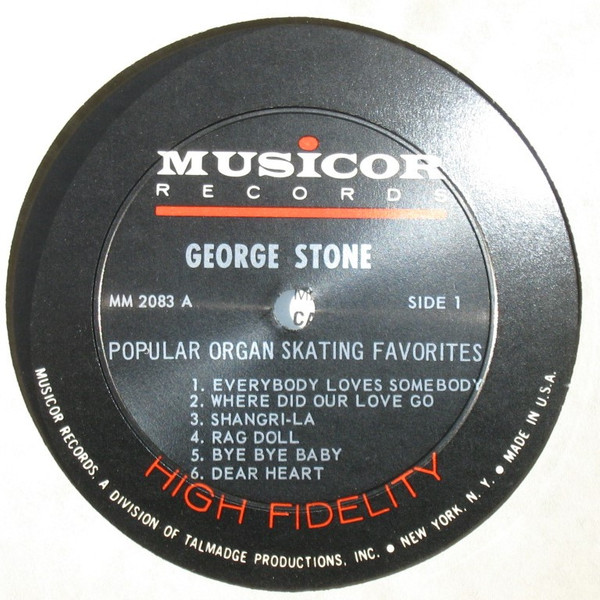 MUSICOR
RECORDS
GEORGE STONE
MM 2083 A
SIDE 1
POPULAR ORGAN SKATING FAVORITES
1. EVERYBODY LOVES SOMEBODY
2. WHERE DID OUR LOVE GO
3. SHANGRI-LA
4. RAG DOLL
5. BYE BYE BABY
6. DEAR HEART
HIGH FIDELITY
MUSICOR RECORDS, A DIVISION OF TALMADGE PRODUCTIONS, INC. ● NEW YORK, N. Y. ● MADE IN U.S.A.